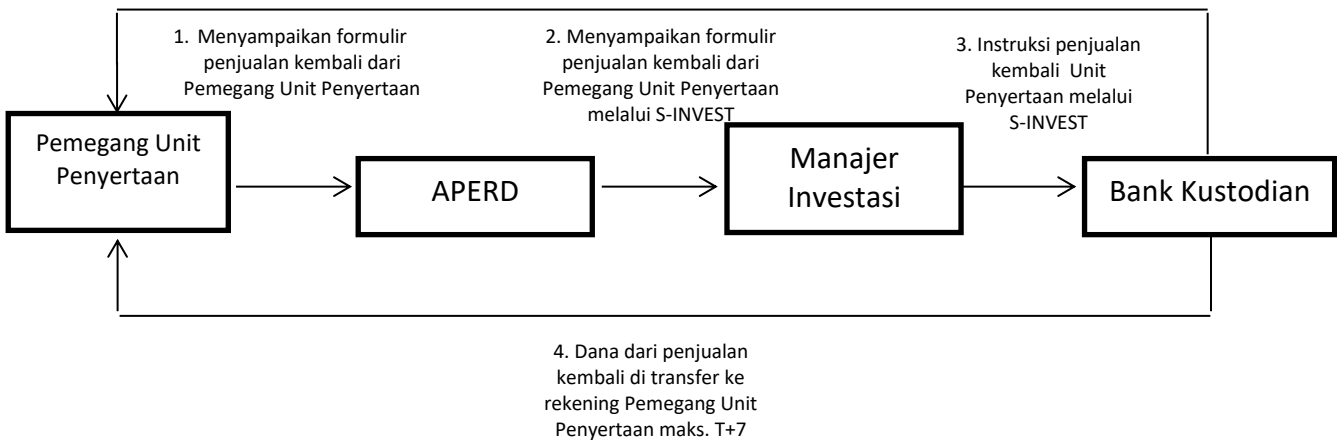 1. Menyampaikan formulir
penjualan kembali dari
Pemegang Unit Penyertaan
2. Menyampaikan formulir
penjualan kembali dari
Pemegang Unit Penyertaan
melalui S-INVEST
3. Instruksi penjualan
kembali Unit
Penyertaan melalui
S-INVEST
Pemegang Unit
Penyertaan
APERD
Manajer
Investasi
Bank Kustodian
4. Dana dari penjualan
kembali di transfer ke
rekening Pemegang Unit
Penyertaan maks. T+7